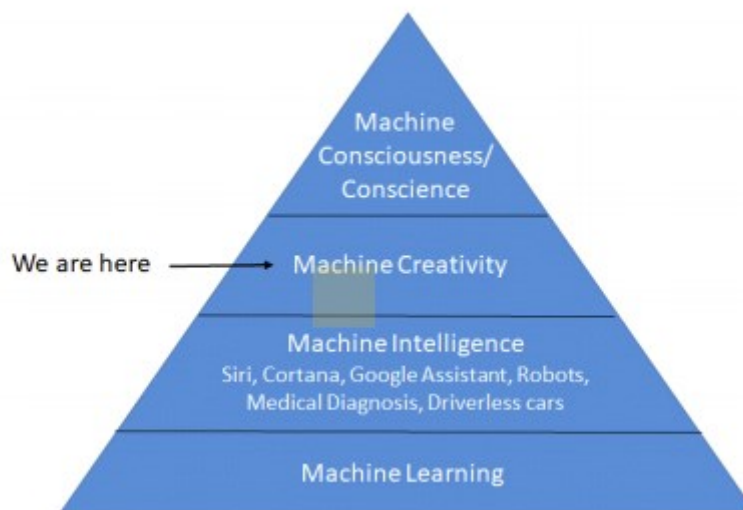 Machine
Consciousness/
Conscience
We are here
Machine Creativity
Machine Intelligence
Siri, Cortana, Google Assistant, Robots,
Medical Diagnosis, Driverless cars
Machine Learning